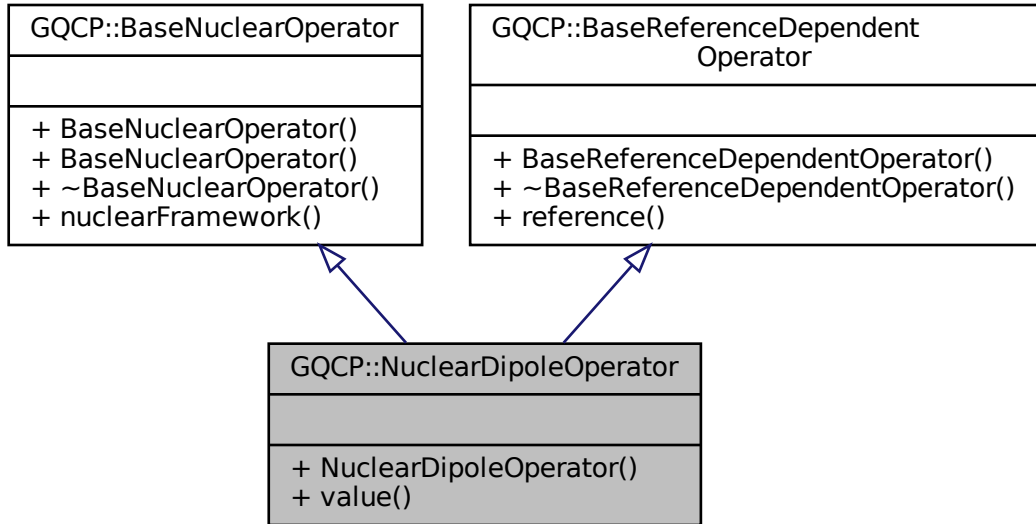 GQCP::BaseNuclearOperator
+ BaseNuclearOperator()
+ BaseNuclearOperator()
+ ~BaseNuclearOperator()
+ nuclearFramework()
GQCP::BaseReferenceDependent
Operator
+ BaseReferenceDependentOperator()
+ ~BaseReferenceDependentOperator()
+ reference()
GQCP::NuclearDipoleOperator
+ NuclearDipoleOperator()
+ value()